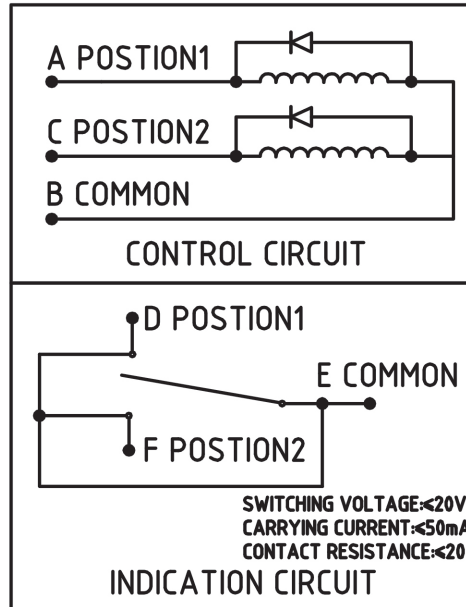 A POSTION1
C POSTION2
B COMMON
CONTROL CIRCUIT
D POSTION1
E COMMON
F POSTION2
SWITCHING VOLTAGE:≤20V
CARRYING CURRENT:≤50mA
CONTACT RESISTANCE:≤20
INDICATION CIRCUIT